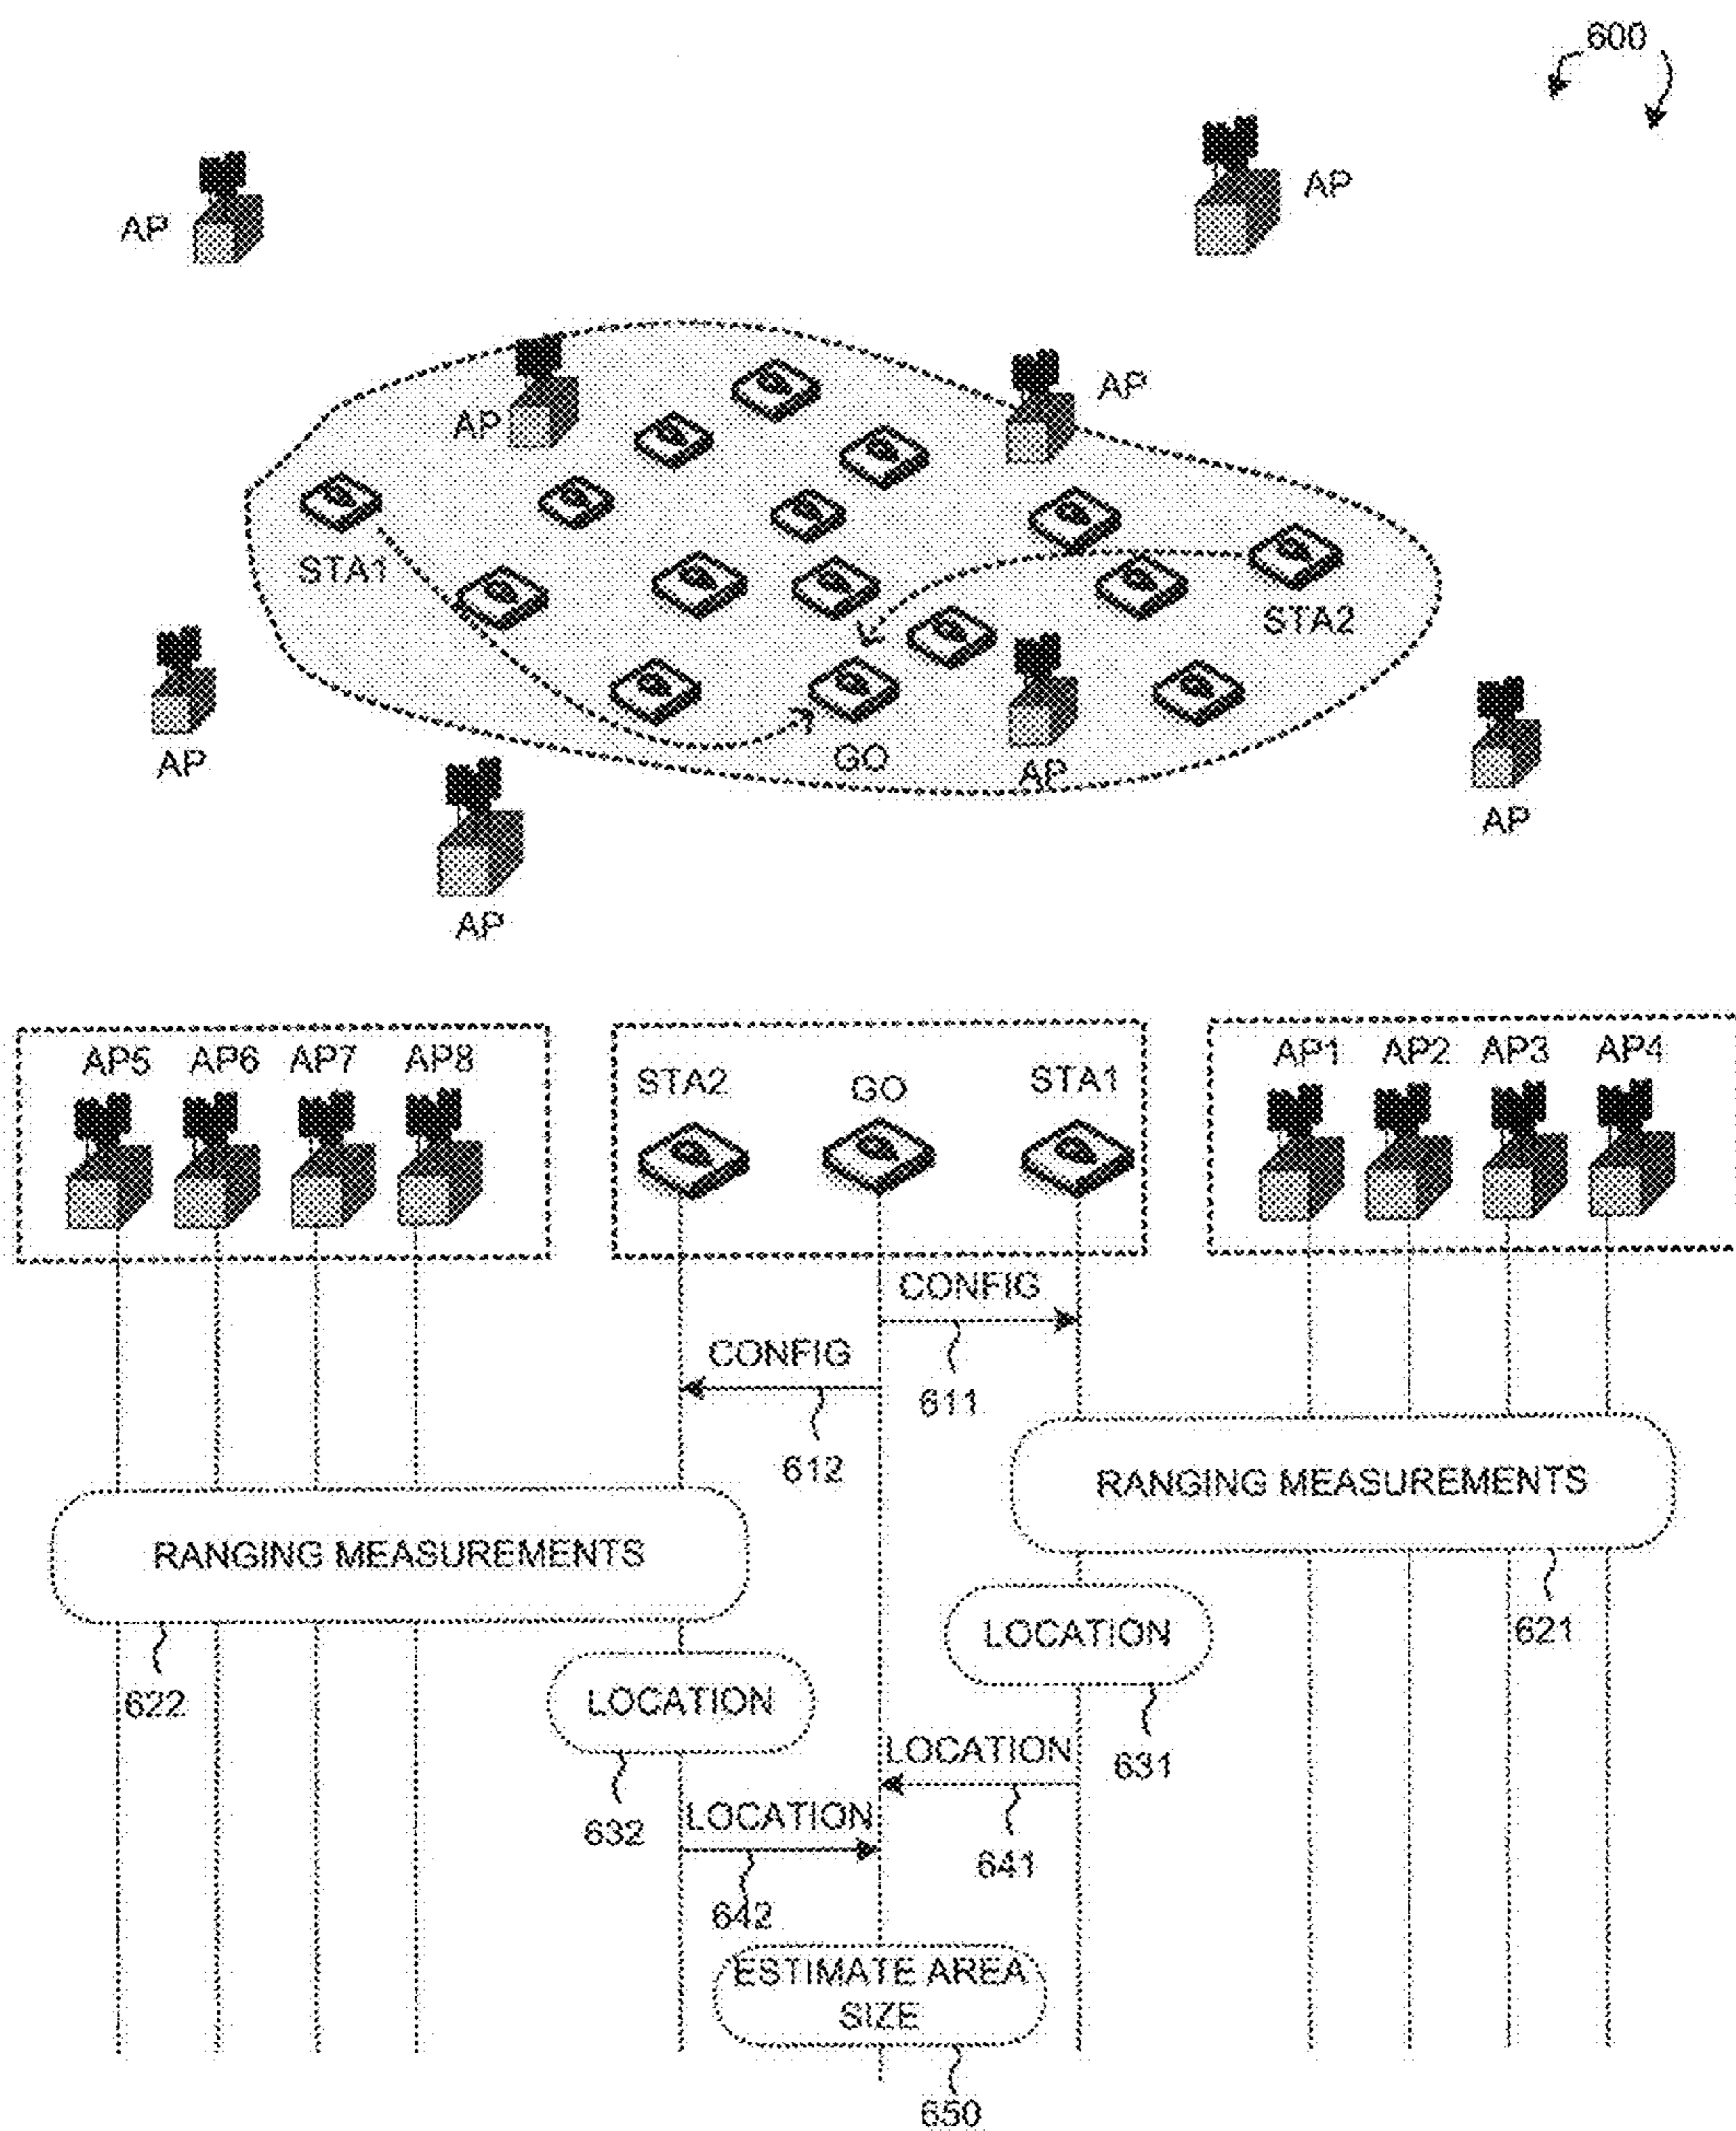 600
AP
AP
AP
AP
STA1
STA2
AP
GO
AP
AP
AP
AP5 AP6 AP7 AP8
STA2 GO STA1
AP1 AP2 AP3 AP4
CONFIG
611
CONFIG
612
RANGING MEASUREMENTS
621
RANGING MEASUREMENTS
622
LOCATION
631
LOCATION
632
LOCATION
641
LOCATION
642
ESTIMATE AREA
SIZE
650